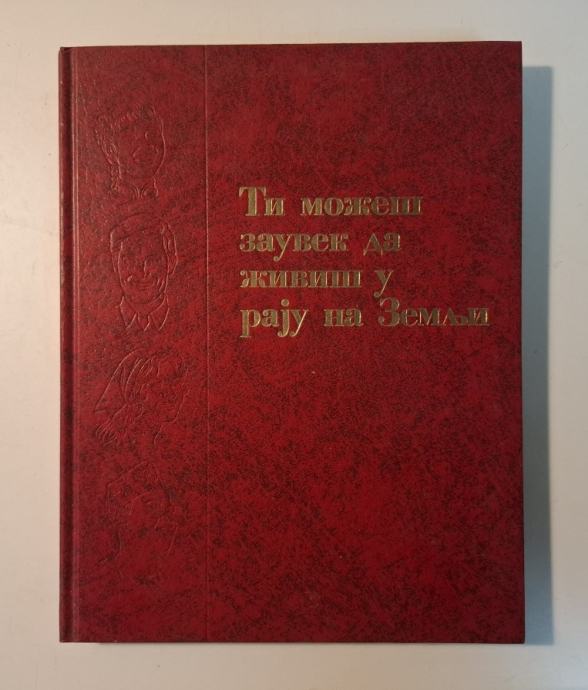 Ти можеш
заувек да
живиш у
рају на Земљи